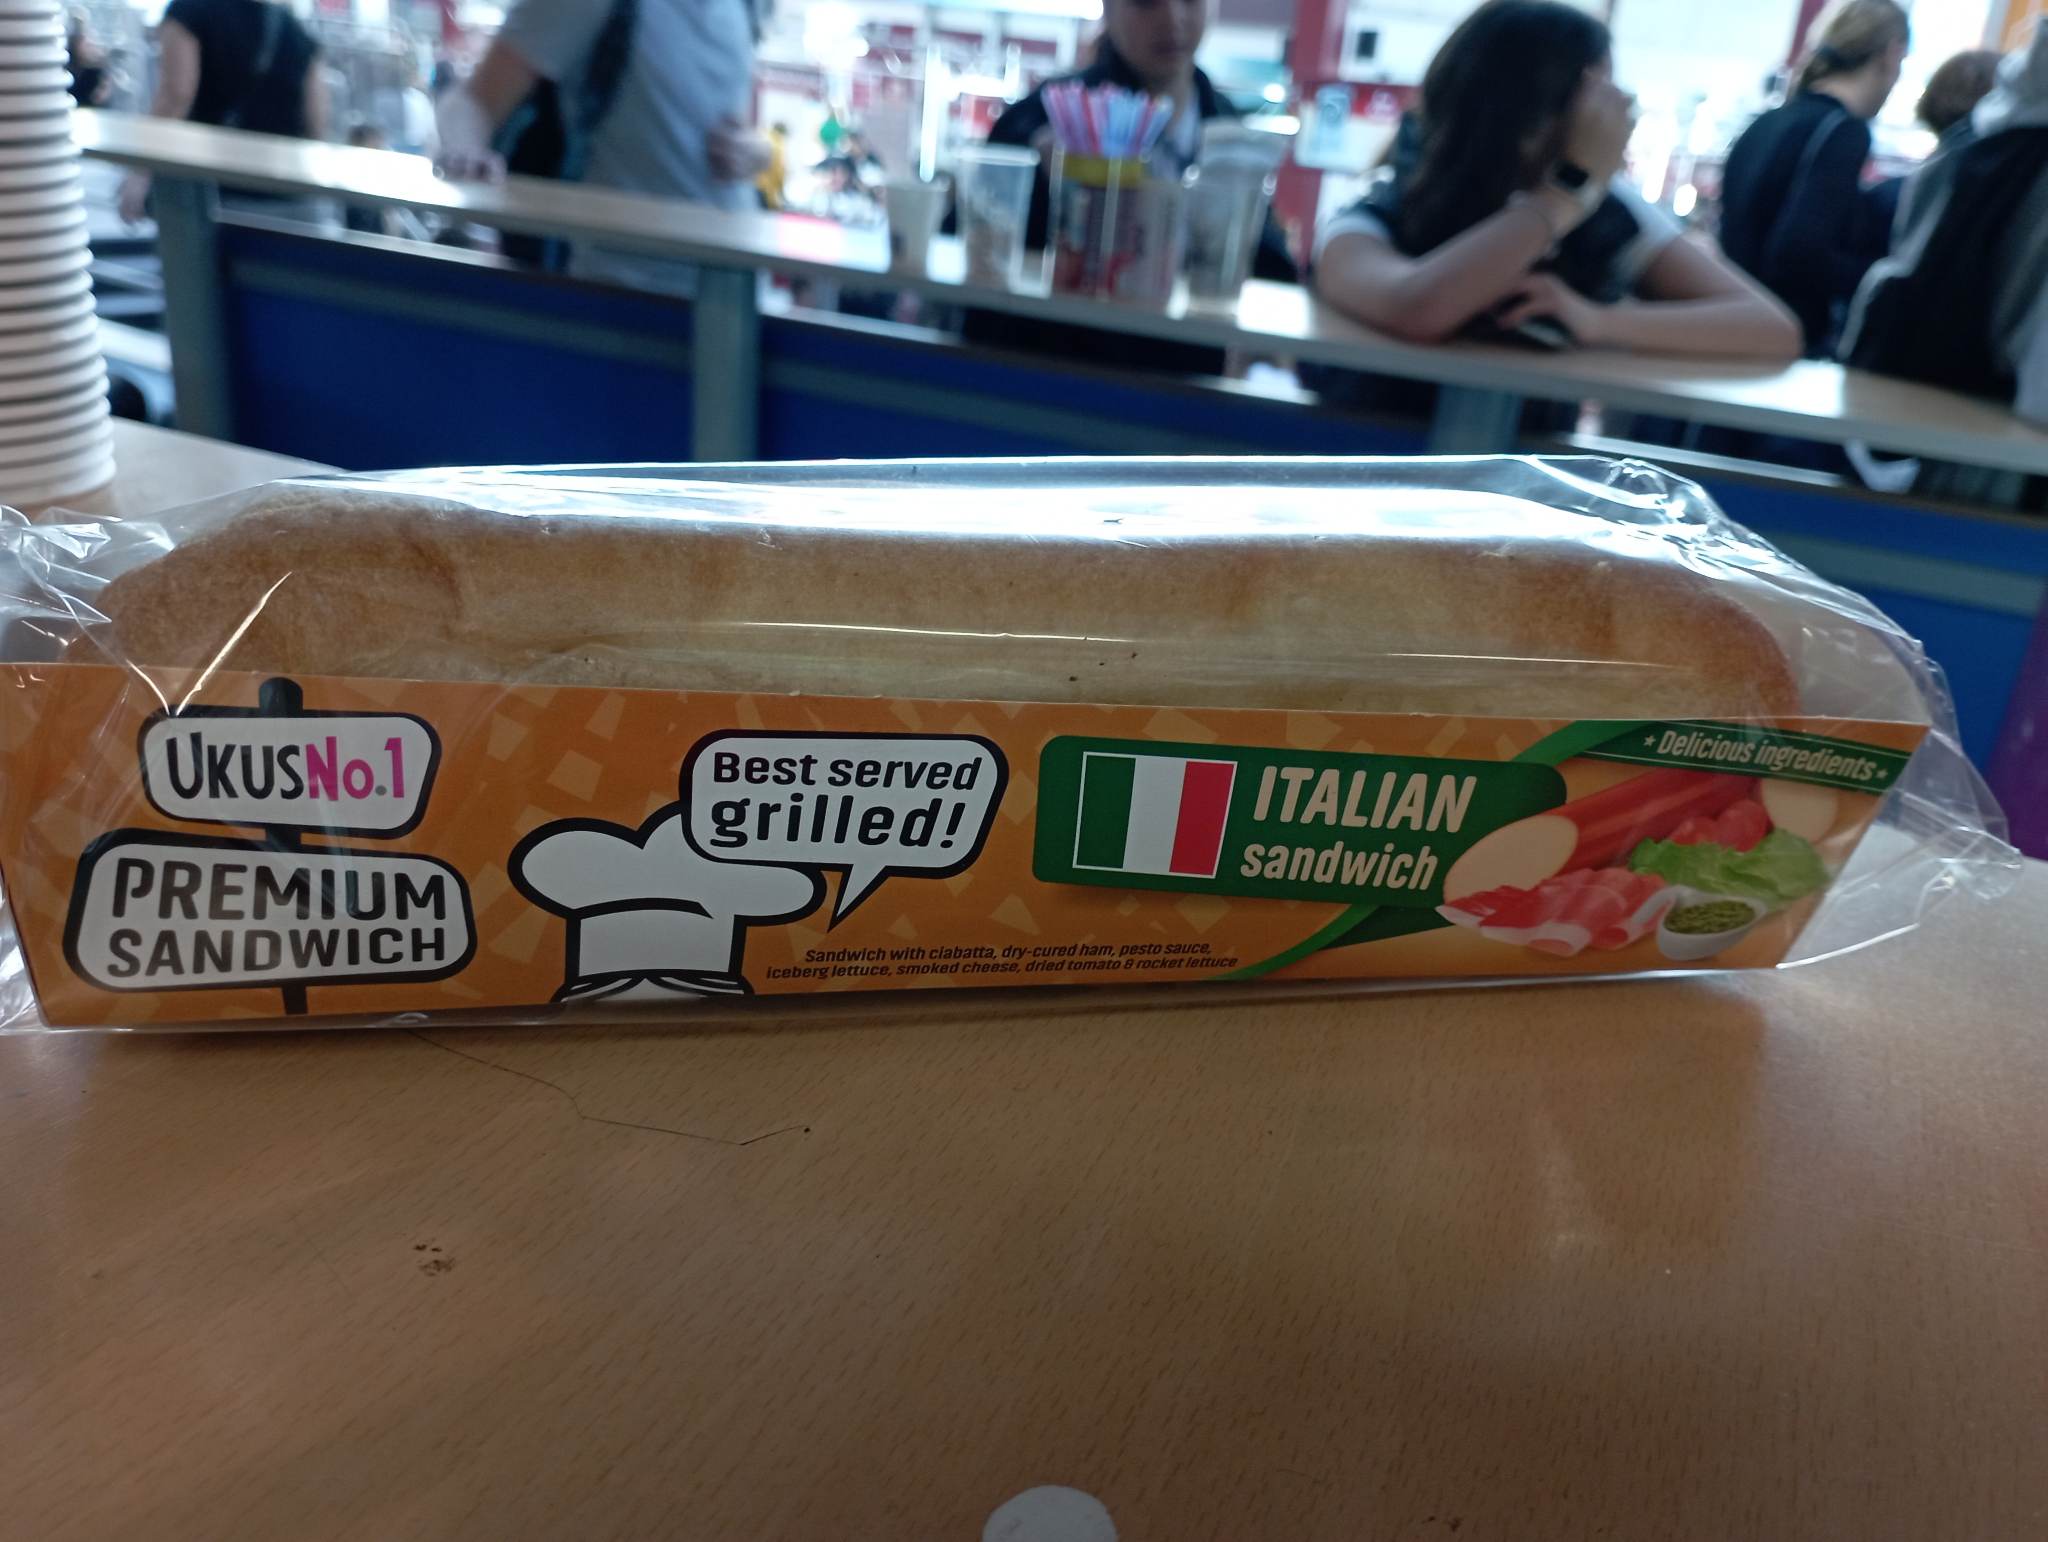 UKUSNo.1
PREMIUM
SANDWICH
Best served
grilled!
ITALIAN
sandwich
★ Delicious ingredients ★
Sandwich with ciabatta, dry-cured ham, pesto sauce,
iceberg lettuce, smoked cheese, dried tomato & rocket lettuce